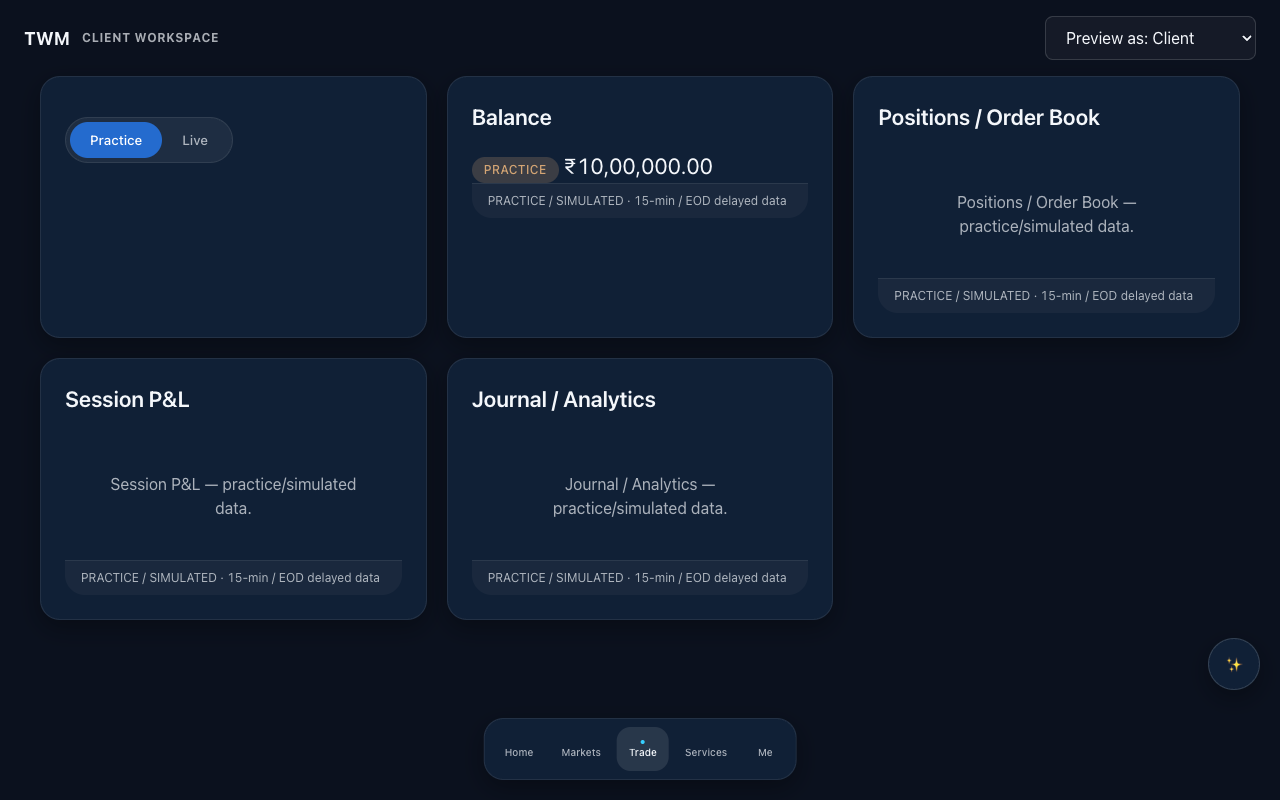 TWM CLIENT WORKSPACE
Preview as: Client
Practice Live
Balance
PRACTICE ₹10,00,000.00
PRACTICE / SIMULATED · 15-min / EOD delayed data
Positions / Order Book
Positions / Order Book —
practice/simulated data.
PRACTICE / SIMULATED · 15-min / EOD delayed data
Session P&L
Session P&L — practice/simulated
data.
PRACTICE / SIMULATED · 15-min / EOD delayed data
Journal / Analytics
Journal / Analytics —
practice/simulated data.
PRACTICE / SIMULATED · 15-min / EOD delayed data
Home Markets Trade Services Me